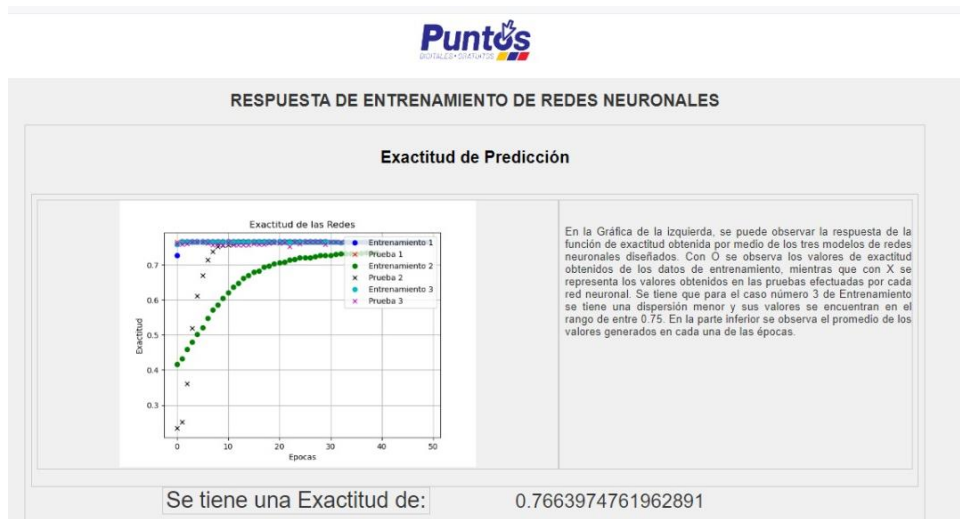 Puntos
DIGITALES • GRATUITOS
RESPUESTA DE ENTRENAMIENTO DE REDES NEURONALES
Exactitud de Predicción
Exactitud de las Redes
Entrenamiento 1
Prueba 1
Entrenamiento 2
Prueba 2
Entrenamiento 3
Prueba 3
Exactitud
0.7
0.6
0.5
0.4
0.3
0 10 20 30 40 50
Epocas
En la Gráfica de la izquierda, se puede observar la respuesta de la
función de exactitud obtenida por medio de los tres modelos de redes
neuronales diseñados. Con O se observa los valores de exactitud
obtenidos de los datos de entrenamiento, mientras que con X se
representa los valores obtenidos en las pruebas efectuadas por cada
red neuronal. Se tiene que para el caso número 3 de Entrenamiento
se tiene una dispersión menor y sus valores se encuentran en el
rango de entre 0.75. En la parte inferior se observa el promedio de los
valores generados en cada una de las épocas.
Se tiene una Exactitud de: 0.7663974761962891